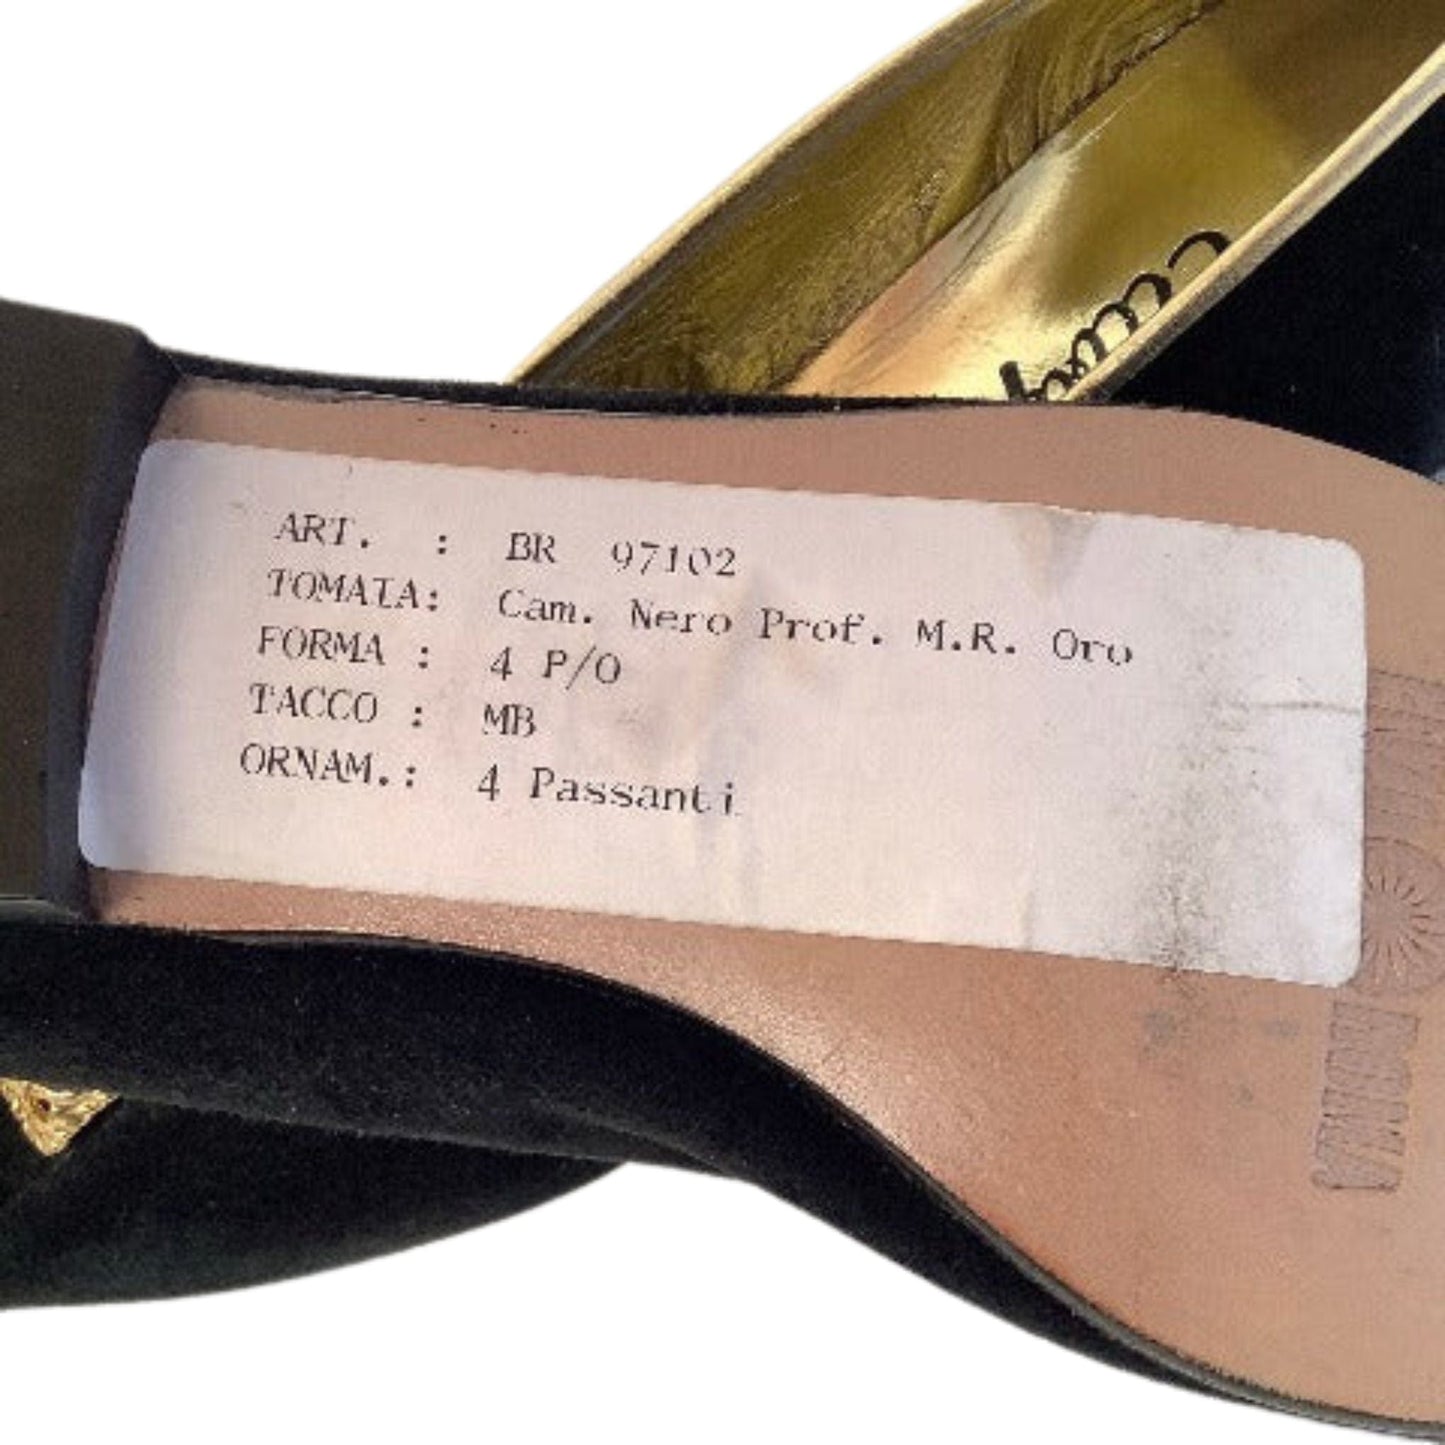 ART. : BR 97102
TOMAIA: Cam. Nero Prof. M.R. Oro
FORMA : 4 P/O
TACCO : MB
ORNAM.: 4 Passanti